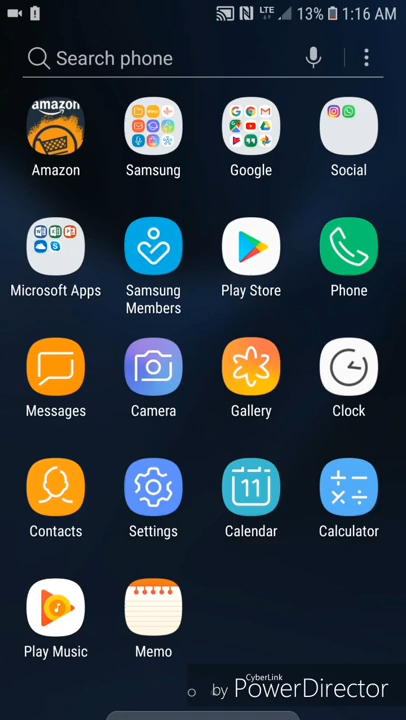 LTE 13% 1:16 AM
Search phone
amazon
Amazon Samsung Google Social
Microsoft Apps Samsung Members Play Store Phone
Messages Camera Gallery Clock
11
Contacts Settings Calendar Calculator
Play Music Memo
by CyberLink PowerDirector